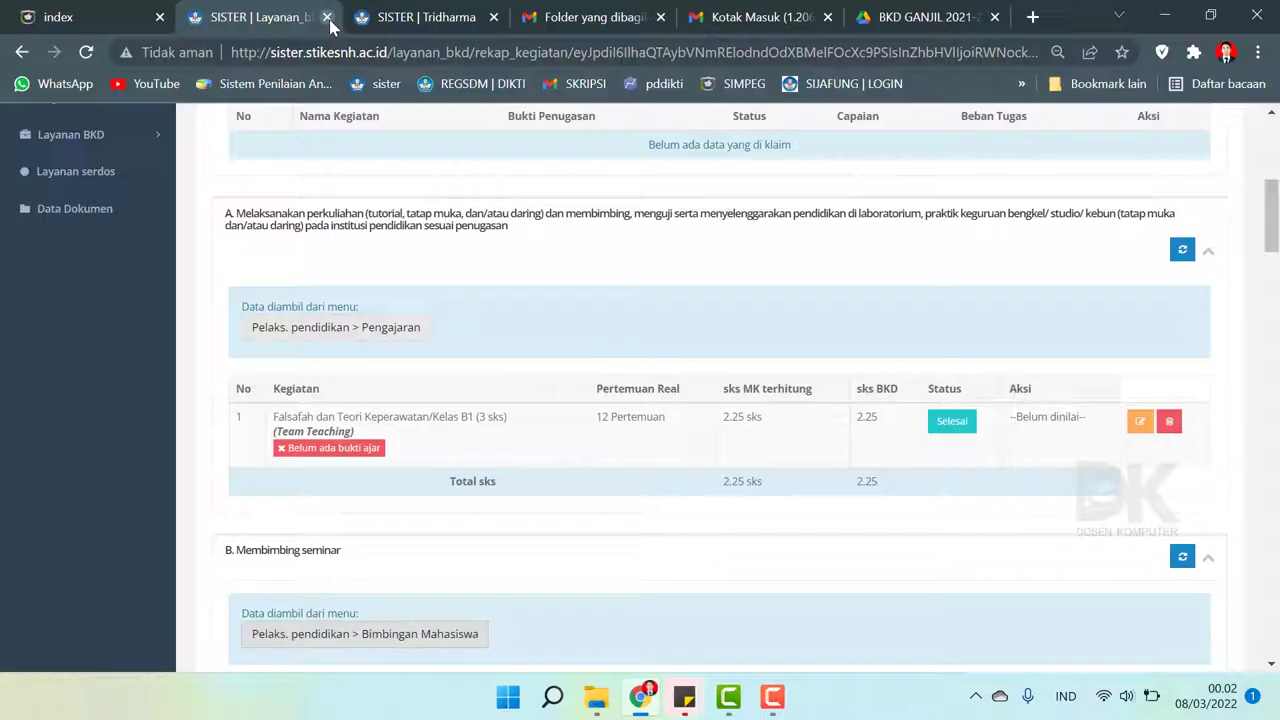 index
SISTER | Layanan_b
SISTER | Tridharma
Folder yang dibagi
Kotak Masuk (1.206
BKD GANJIL 2021-2
Tidak aman
http://sister.stikesnh.ac.id/layanan_bkd/rekap_kegiatan/
WhatsApp
YouTube
Sistem Penilaian An...
sister
REGSDM | DIKTI
SKRIPSI
pddikti
SIMPEG
SIJAFUNG | LOGIN
»
Bookmark lain
Daftar bacaan
Layanan BKD
Layanan serdos
Data Dokumen
No Nama Kegiatan Bukti Penugasan Status Capaian Beban Tugas Aksi
Belum ada data yang di klaim
A. Melaksanakan perkuliahan (tutorial, tatap muka, dan/atau daring) dan membimbing, menguji serta menyelenggarakan pendidikan di laboratorium, praktik keguruan bengkel/ studio/ kebun (tatap muka
dan/atau daring) pada institusi pendidikan sesuai penugasan
Data diambil dari menu:
Pelaks. pendidikan > Pengajaran
No Kegiatan Pertemuan Real sks MK terhitung sks BKD Status Aksi
1 Falsafah dan Teori Keperawatan/Kelas B1 (3 sks) 12 Pertemuan 2.25 sks 2.25 Selesai --Belum dinilai--
(Team Teaching)
Belum ada bukti ajar
Total sks 2.25 sks 2.25
DK
DOSEN KOMPUTER
B. Membimbing seminar
Data diambil dari menu:
Pelaks. pendidikan > Bimbingan Mahasiswa
IND
00.02
08/03/2022
1